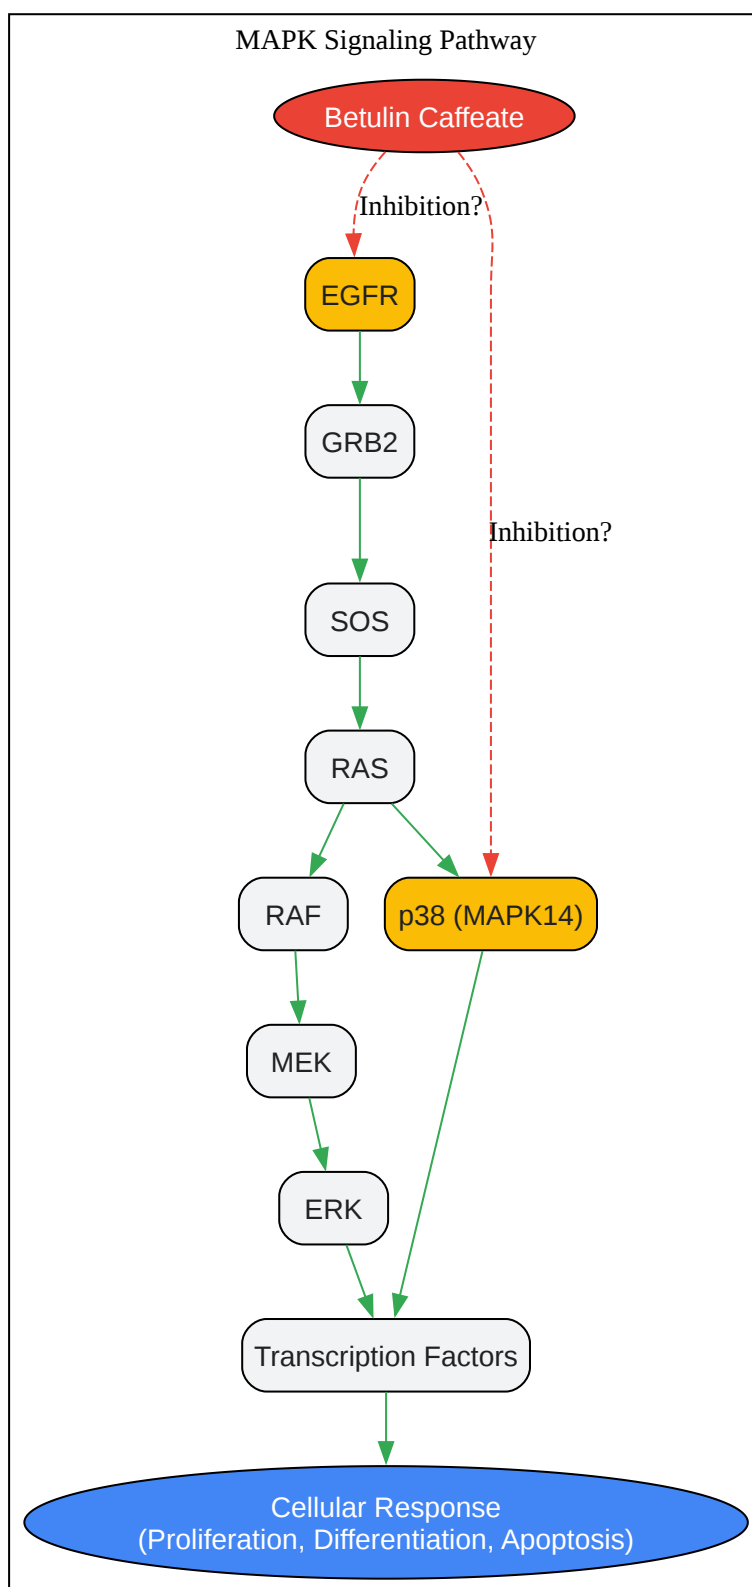 MAPK Signaling Pathway
Betulin Caffeate
Inhibition?
EGFR
GRB2
Inhibition?
SOS
RAS
RAF
p38 (MAPK14)
MEK
ERK
Transcription Factors
Cellular Response
(Proliferation, Differentiation, Apoptosis)